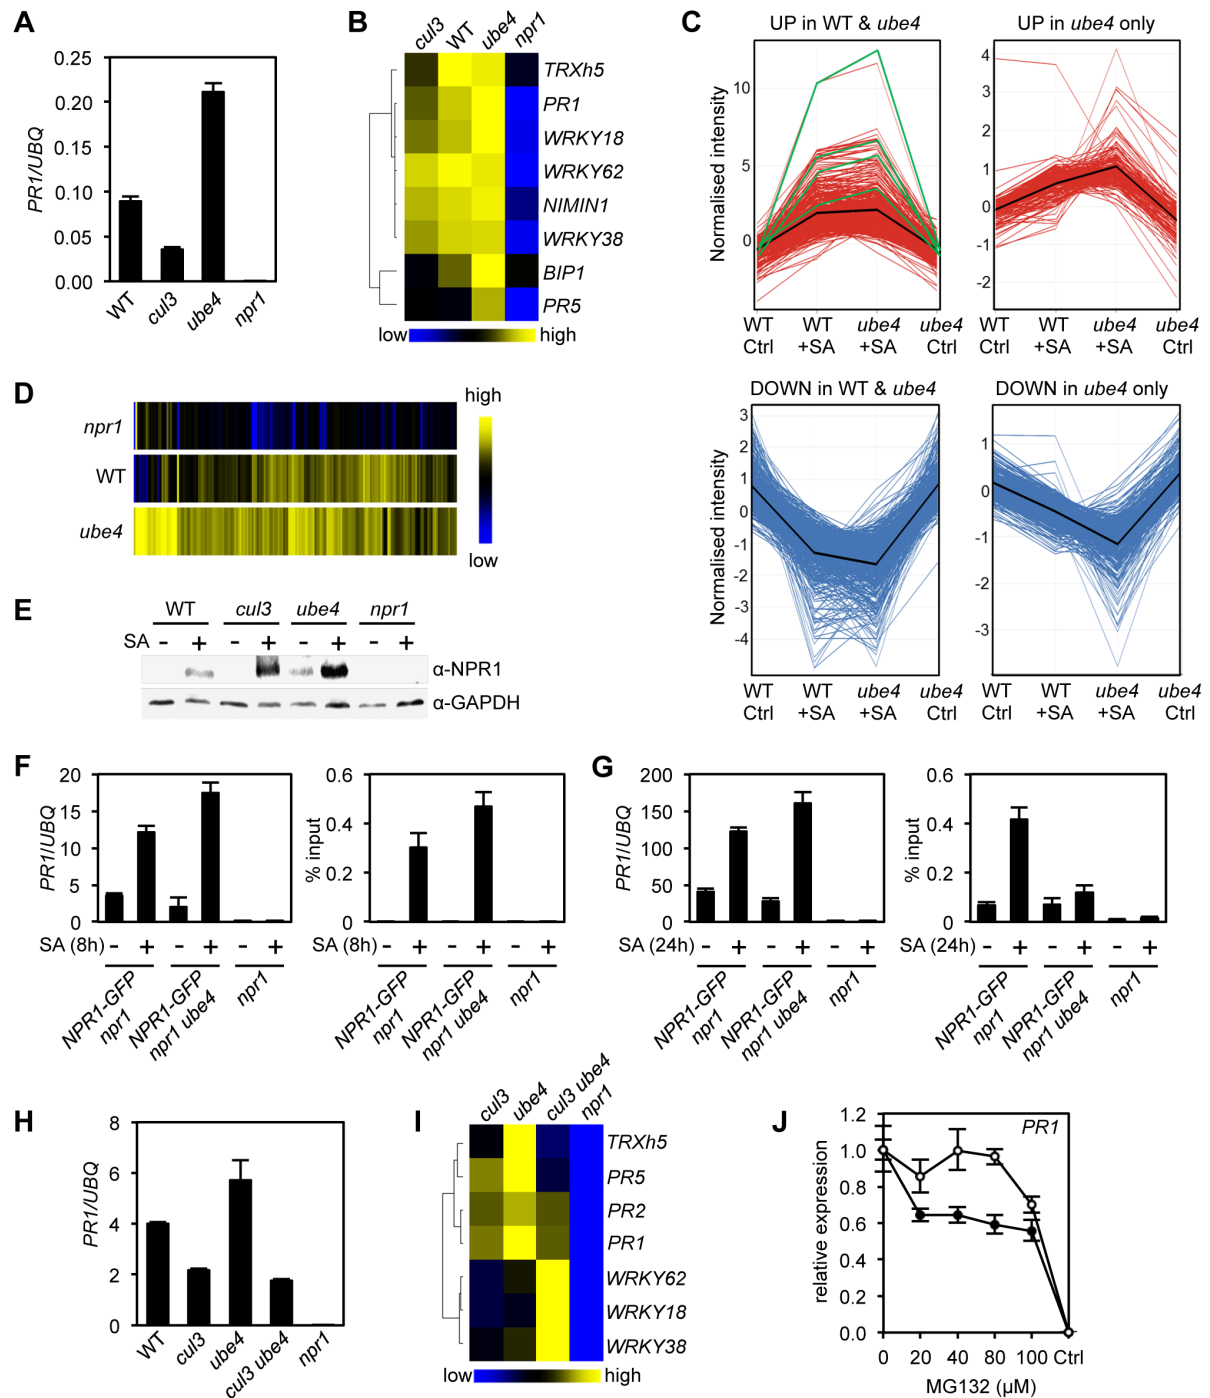 A
PR1/UBQ
0.25
0.20
0.15
0.10
0.05
0.00
WT
cul3
ube4
npr1
B
cul3
WT
ube4
npr1
TRXh5
PR1
WRKY18
WRKY62
NIMIN1
WRKY38
BIP1
PR5
low
high
C
UP in WT & ube4
Normalised intensity
10
5
0
WT Ctrl
WT +SA
ube4 +SA
ube4 Ctrl
UP in ube4 only
4
3
2
1
0
-1
-2
WT Ctrl
WT +SA
ube4 +SA
ube4 Ctrl
DOWN in WT & ube4
Normalised intensity
3
2
1
0
-1
-2
-3
-4
WT Ctrl
WT +SA
ube4 +SA
ube4 Ctrl
DOWN in ube4 only
1
0
-1
-2
-3
WT Ctrl
WT +SA
ube4 +SA
ube4 Ctrl
D
npr1
WT
ube4
high
low
E
WT cul3 ube4 npr1
SA - + - + - + - +
α-NPR1
α-GAPDH
F
PR1/UBQ
20
15
10
5
0
SA (8h) - + - + - +
NPR1-GFP npr1
NPR1-GFP npr1 ube4
npr1
% input
0.6
0.4
0.2
0
SA (8h) - + - + - +
NPR1-GFP npr1
NPR1-GFP npr1 ube4
npr1
G
PR1/UBQ
200
150
100
50
0
SA (24h) - + - + - +
NPR1-GFP npr1
NPR1-GFP npr1 ube4
npr1
% input
0.6
0.4
0.2
0
SA (24h) - + - + - +
NPR1-GFP npr1
NPR1-GFP npr1 ube4
npr1
H
PR1/UBQ
8
6
4
2
0
WT
cul3
ube4
cul3 ube4
npr1
I
cul3
ube4
cul3 ube4
npr1
TRXh5
PR5
PR2
PR1
WRKY62
WRKY18
WRKY38
low
high
J
PR1
relative expression
1.2
1.0
0.8
0.6
0.4
0.2
0.0
0 20 40 80 100 Ctrl
MG132 (μM)